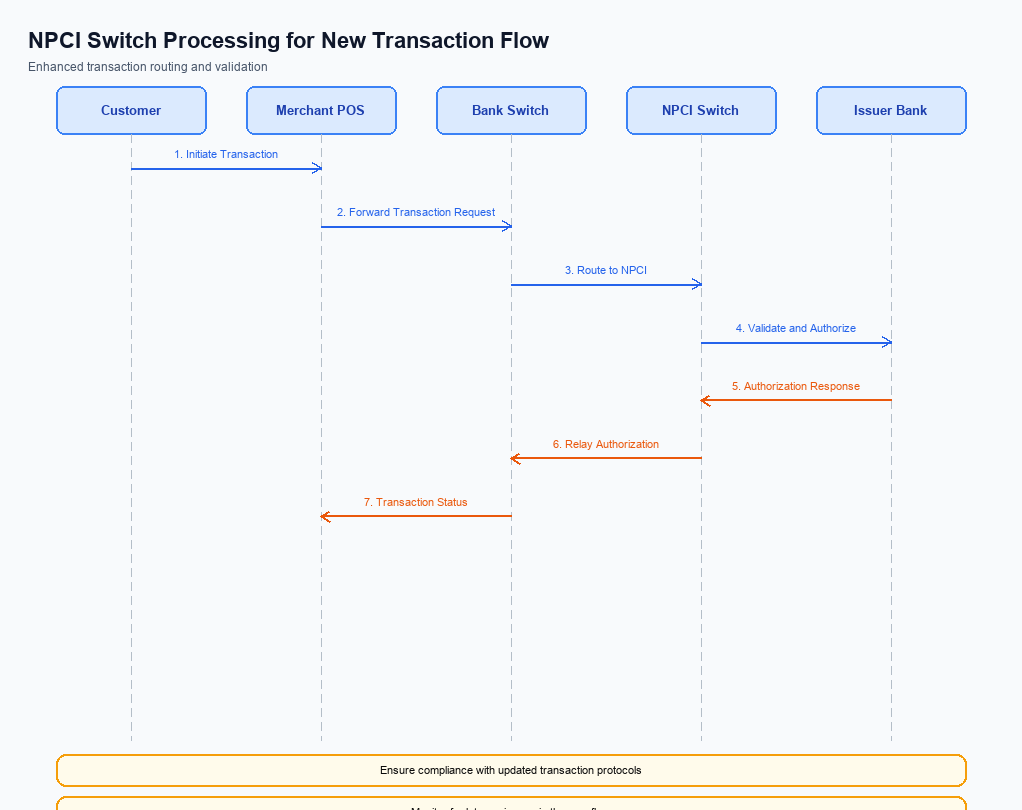 NPCI Switch Processing for New Transaction Flow
Enhanced transaction routing and validation
Customer
Merchant POS
Bank Switch
NPCI Switch
Issuer Bank
1. Initiate Transaction
2. Forward Transaction Request
3. Route to NPCI
4. Validate and Authorize
5. Authorization Response
6. Relay Authorization
7. Transaction Status
Ensure compliance with updated transaction protocols